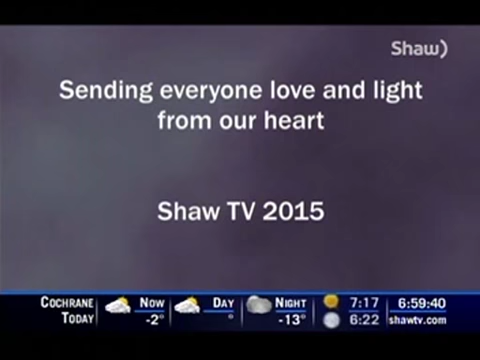 Shaw)
Sending everyone love and light
from our heart
Shaw TV 2015
COCHRANE NOW DAY NIGHT 7:17 6:59:40
TODAY -2° ° -13° 6:22 shawtv.com